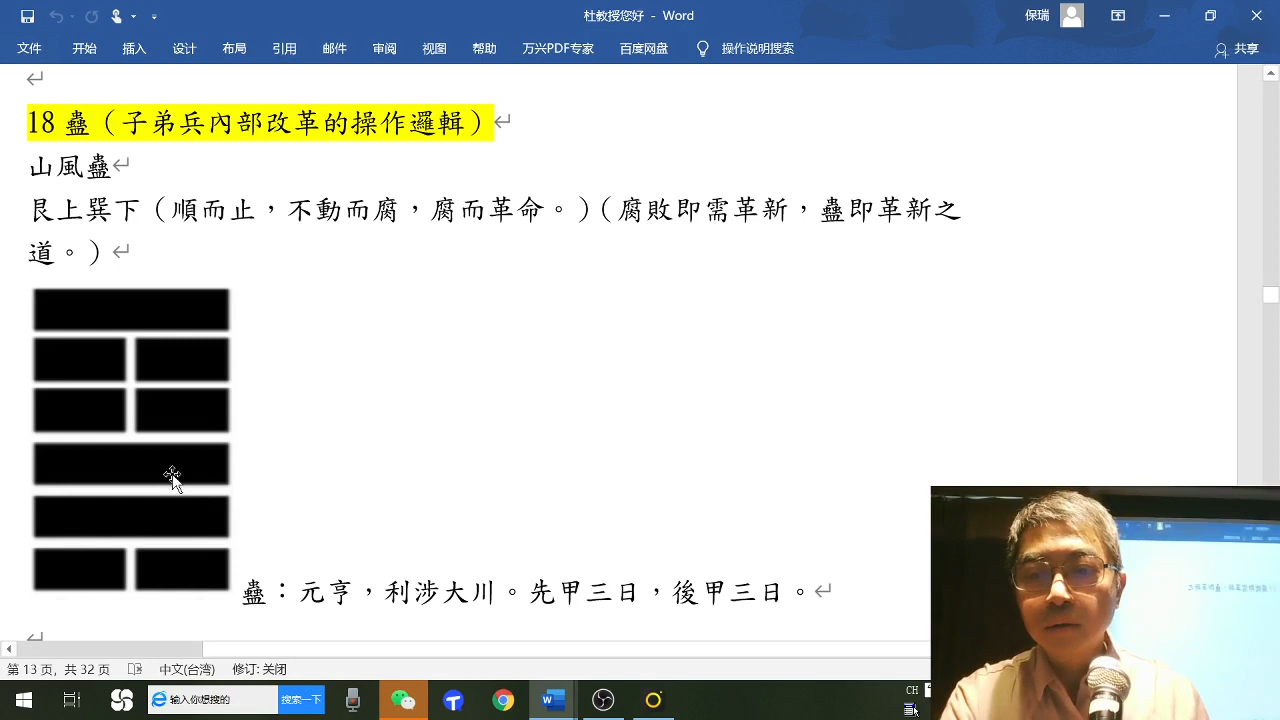 杜教授您好 - Word
保瑞
文件 开始 插入 设计 布局 引用 邮件 审阅 视图 帮助 万兴PDF专家 百度网盘 操作说明搜索 共享
18 蠱（子弟兵內部改革的操作邏輯）
山風蠱
艮上巽下（順而止，不動而腐，腐而革命。）（腐敗即需革新，蠱即革新之
道。）
蠱：元亨，利涉大川。先甲三日，後甲三日。
第 13 页，共 32 页 中文(台湾) 修订: 关闭
输入你想搜的 搜索一下
CH